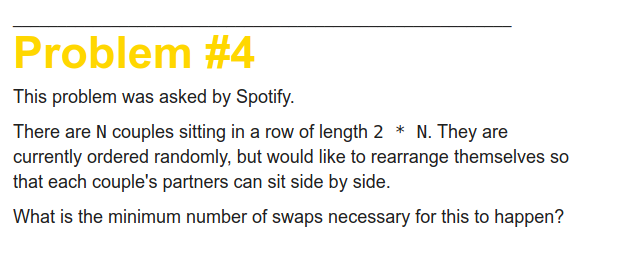 Problem #4
This problem was asked by Spotify.
There are N couples sitting in a row of length 2 * N. They are
currently ordered randomly, but would like to rearrange themselves so
that each couple's partners can sit side by side.
What is the minimum number of swaps necessary for this to happen?